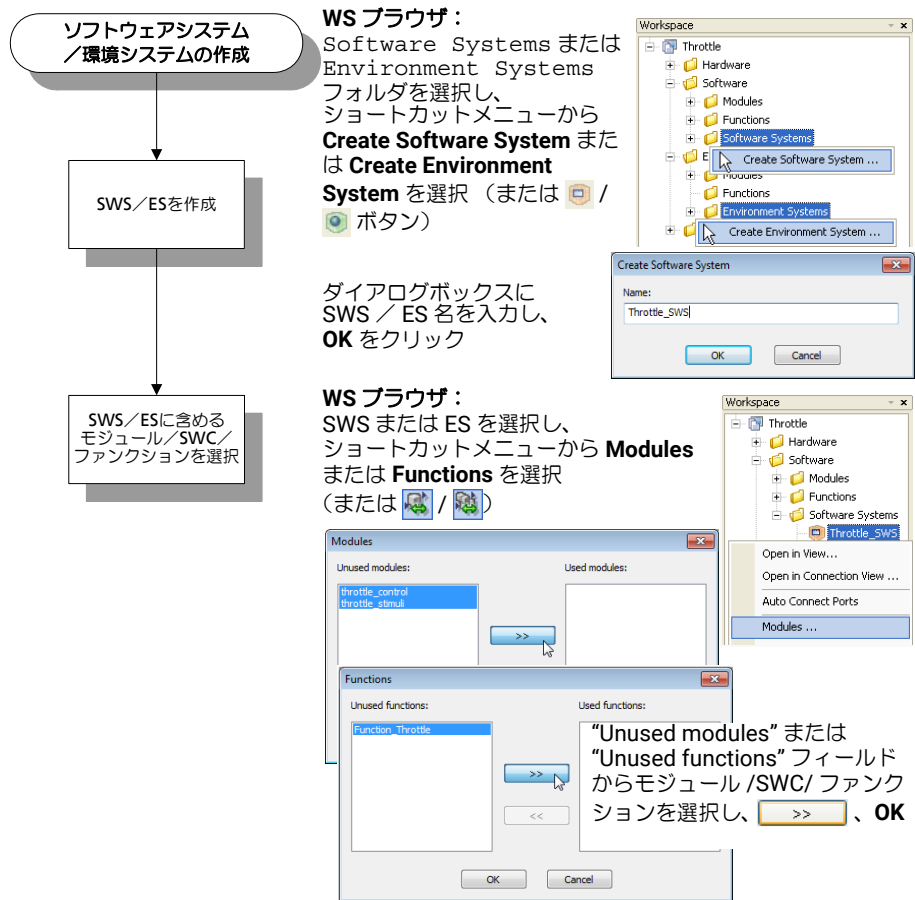 ソフトウェアシステム
／環境システムの作成
SWS／ESを作成
SWS／ESに含める
モジュール／SWC／
ファンクションを選択
WS ブラウザ：
Software Systems または
Environment Systems
フォルダを選択し、
ショートカットメニューから
Create Software System また
は Create Environment
System を選択 （または /
ボタン）
Workspace
Throttle
Hardware
Software
Modules
Functions
Software Systems
E
Create Software System ...
Modules
Functions
Environment Systems
Create Environment System ...
ダイアログボックスに
SWS ／ ES 名を入力し、
OK をクリック
Create Software System
Name:
Throttle_SWS
OK
Cancel
WS ブラウザ：
SWS または ES を選択し、
ショートカットメニューから Modules
または Functions を選択
（または / ）
Workspace
Throttle
Hardware
Software
Modules
Functions
Software Systems
Throttle_SWS
Open in View...
Open in Connection View ...
Auto Connect Ports
Modules ...
Modules
Unused modules:
Used modules:
throttle_control
throttle_stimuli
>>
Functions
Unused functions:
Used functions:
Function_Throttle
>>
<<
OK
Cancel
“Unused modules” または
“Unused functions” フィールド
からモジュール /SWC/ ファンク
ションを選択し、 >> 、OK